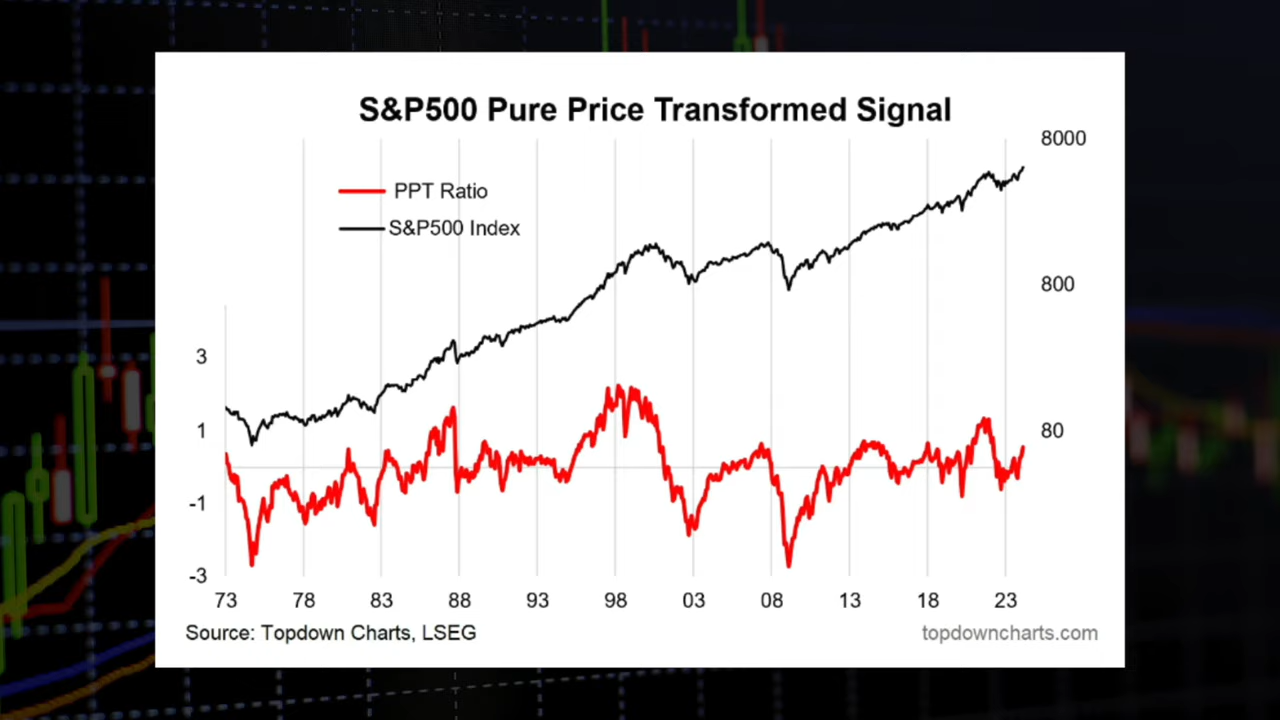 S&P500 Pure Price Transformed Signal
8000
PPT Ratio
S&P500 Index
800
3
1
80
-1
-3
73 78 83 88 93 98 03 08 13 18 23
Source: Topdown Charts, LSEG
topdowncharts.com